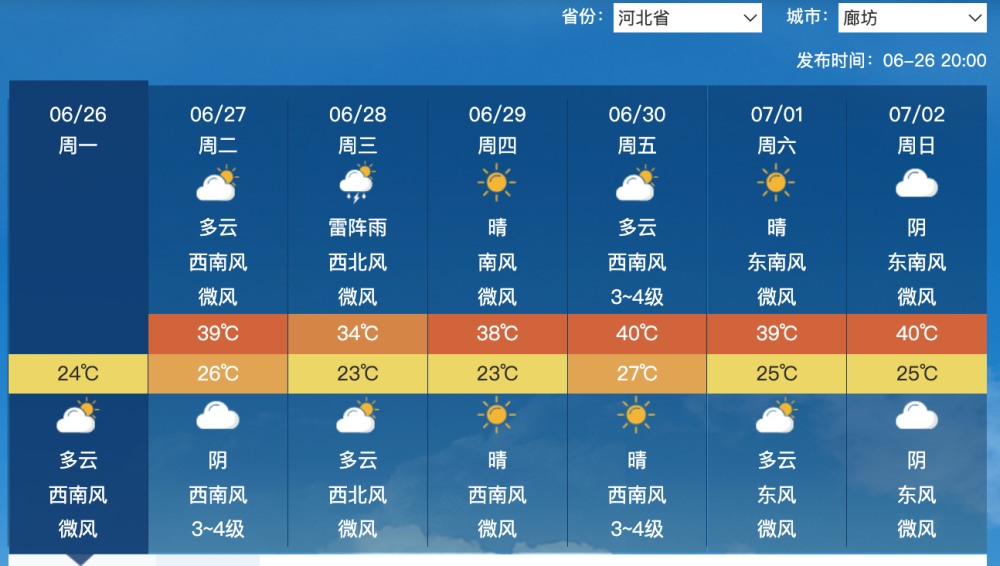 省份： 河北省 城市： 廊坊
发布时间：06-26 20:00
06/26 06/27 06/28 06/29 06/30 07/01 07/02
周一 周二 周三 周四 周五 周六 周日
多云 雷阵雨 晴 多云 晴 阴
西南风 西北风 南风 西南风 东南风 东南风
微风 微风 微风 3~4级 微风 微风
39℃ 34℃ 38℃ 40℃ 39℃ 40℃
24℃ 26℃ 23℃ 23℃ 27℃ 25℃ 25℃
多云 阴 多云 晴 晴 多云 阴
西南风 西南风 西北风 西南风 西南风 东风 东风
微风 3~4级 微风 微风 3~4级 微风 微风